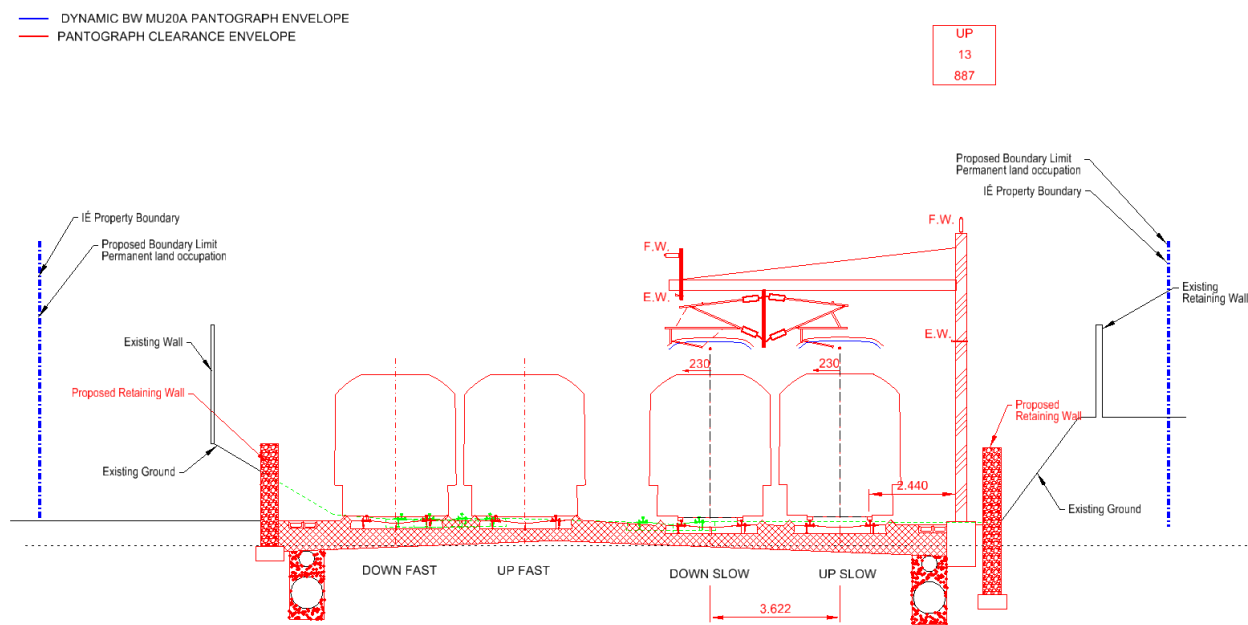 DYNAMIC BW MU20A PANTOGRAPH ENVELOPE
PANTOGRAPH CLEARANCE ENVELOPE
UP
13
887
Proposed Boundary Limit
Permanent land occupation
IÉ Property Boundary
IÉ Property Boundary
Proposed Boundary Limit
Permanent land occupation
F.W.
F.W.
E.W.
E.W.
Existing
Retaining Wall
Existing Wall
Proposed Retaining Wall
230
230
Proposed
Retaining Wall
Existing Ground
2.440
Existing Ground
DOWN FAST
UP FAST
DOWN SLOW
UP SLOW
3.622